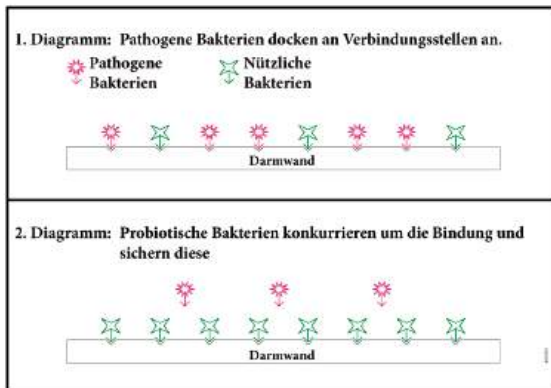 1. Diagramm: Pathogene Bakterien docken an Verbindungsstellen an.
Pathogene Bakterien
Nützliche Bakterien
Darmwand
2. Diagramm: Probiotische Bakterien konkurrieren um die Bindung und
sichern diese
Darmwand